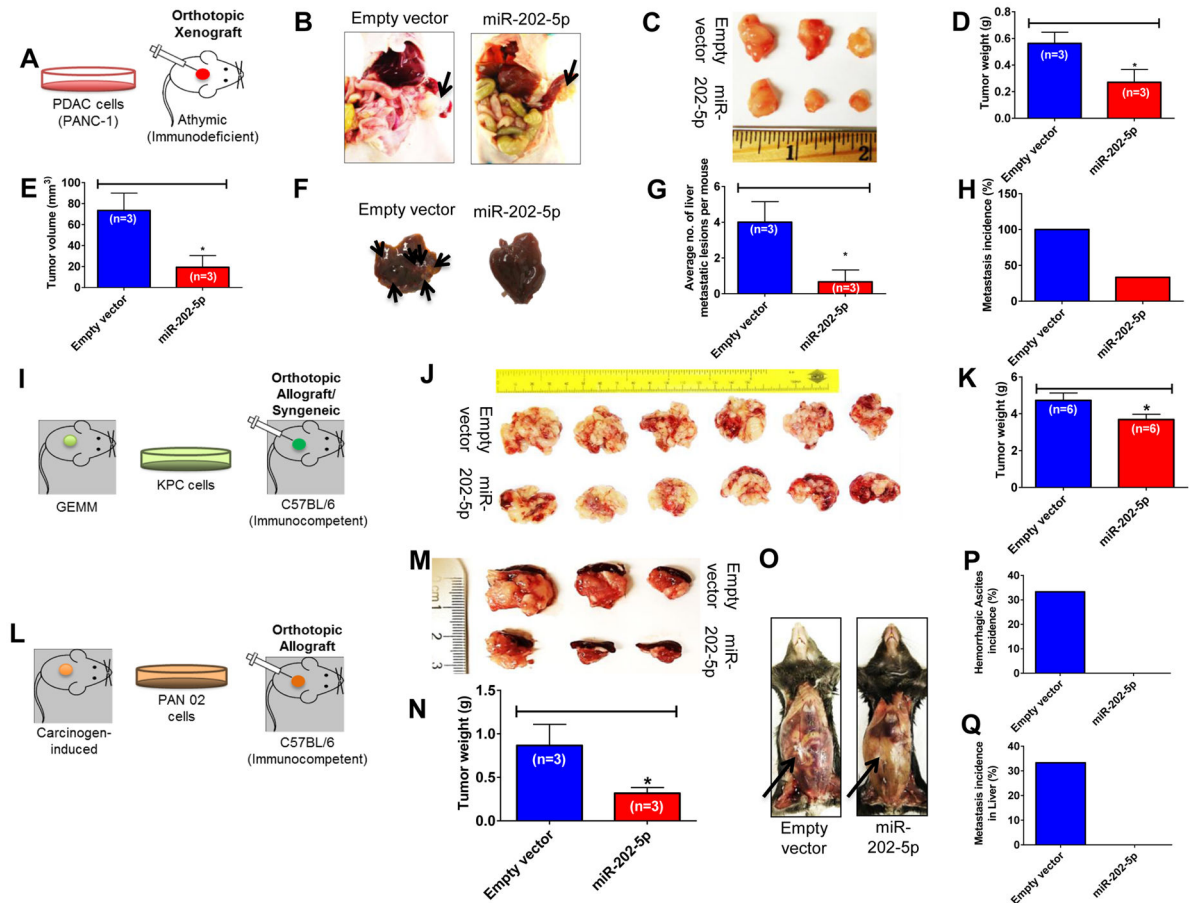 A
Orthotopic
Xenograft
PDAC cells
(PANC-1)
Athymic
(Immunodeficient)
B
Empty vector
miR-202-5p
C
Empty
vector
miR-
202-5p
1
2
D
Tumor weight (g)
0.6
0.4
0.2
0.0
(n=3)
*
(n=3)
Empty vector
miR-202-5p
E
Tumor volume (mm³)
100
80
60
40
20
0
(n=3)
*
(n=3)
Empty vector
miR-202-5p
F
Empty vector
miR-202-5p
G
Average no. of liver
metastatic lesions per mouse
6
4
2
0
(n=3)
*
(n=3)
Empty vector
miR-202-5p
H
Metastasis incidence (%)
150
100
50
0
Empty vector
miR-202-5p
I
GEMM
KPC cells
Orthotopic
Allograft/
Syngeneic
C57BL/6
(Immunocompetent)
J
Empty
vector
miR-
202-5p
K
Tumor weight (g)
6
4
2
0
(n=6)
*
(n=6)
Empty vector
miR-202-5p
L
Carcinogen-
induced
PAN 02
cells
Orthotopic
Allograft
C57BL/6
(Immunocompetent)
M
cm
1
2
3
Empty
vector
miR-
202-5p
N
Tumor weight (g)
1.5
1.0
0.5
0.0
(n=3)
*
(n=3)
Empty vector
miR-202-5p
O
Empty
vector
miR-
202-5p
P
Hemorrhagic Ascites
incidence (%)
40
30
20
10
0
Empty vector
miR-202-5p
Q
Metastasis incidence
in Liver (%)
40
30
20
10
0
Empty vector
miR-202-5p